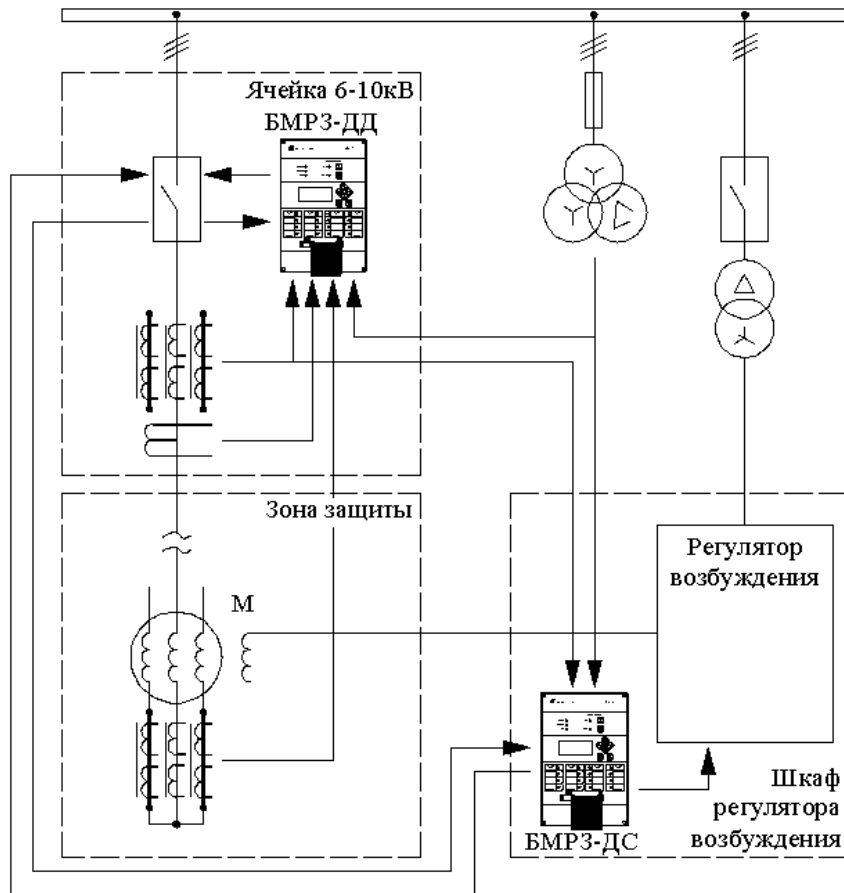 Ячейка 6-10кВ
БМРЗ-ДД
Зона защиты
М
Регулятор
возбуждения
БМРЗ-ДС
Шкаф
регулятора
возбуждения